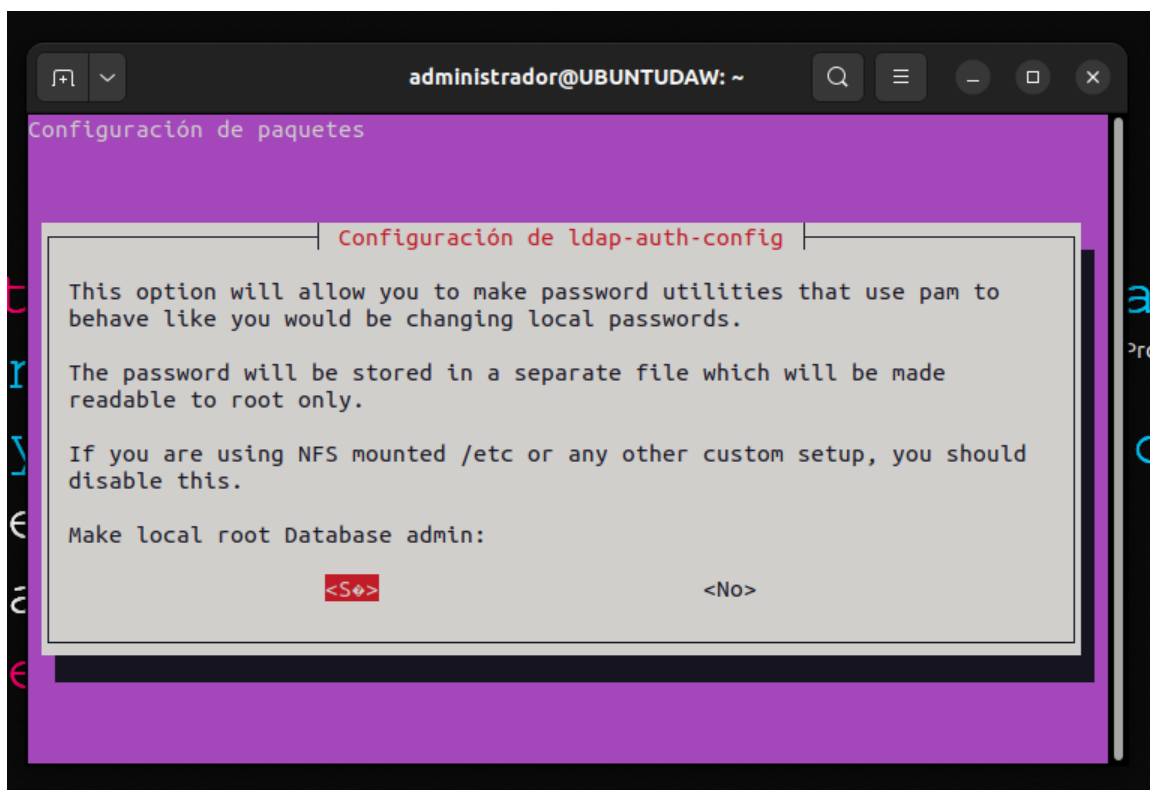 administrador@UBUNTUDAW: ~
Configuración de paquetes
Configuración de ldap-auth-config
This option will allow you to make password utilities that use pam to
behave like you would be changing local passwords.
The password will be stored in a separate file which will be made
readable to root only.
If you are using NFS mounted /etc or any other custom setup, you should
disable this.
Make local root Database admin:
<S�> <No>